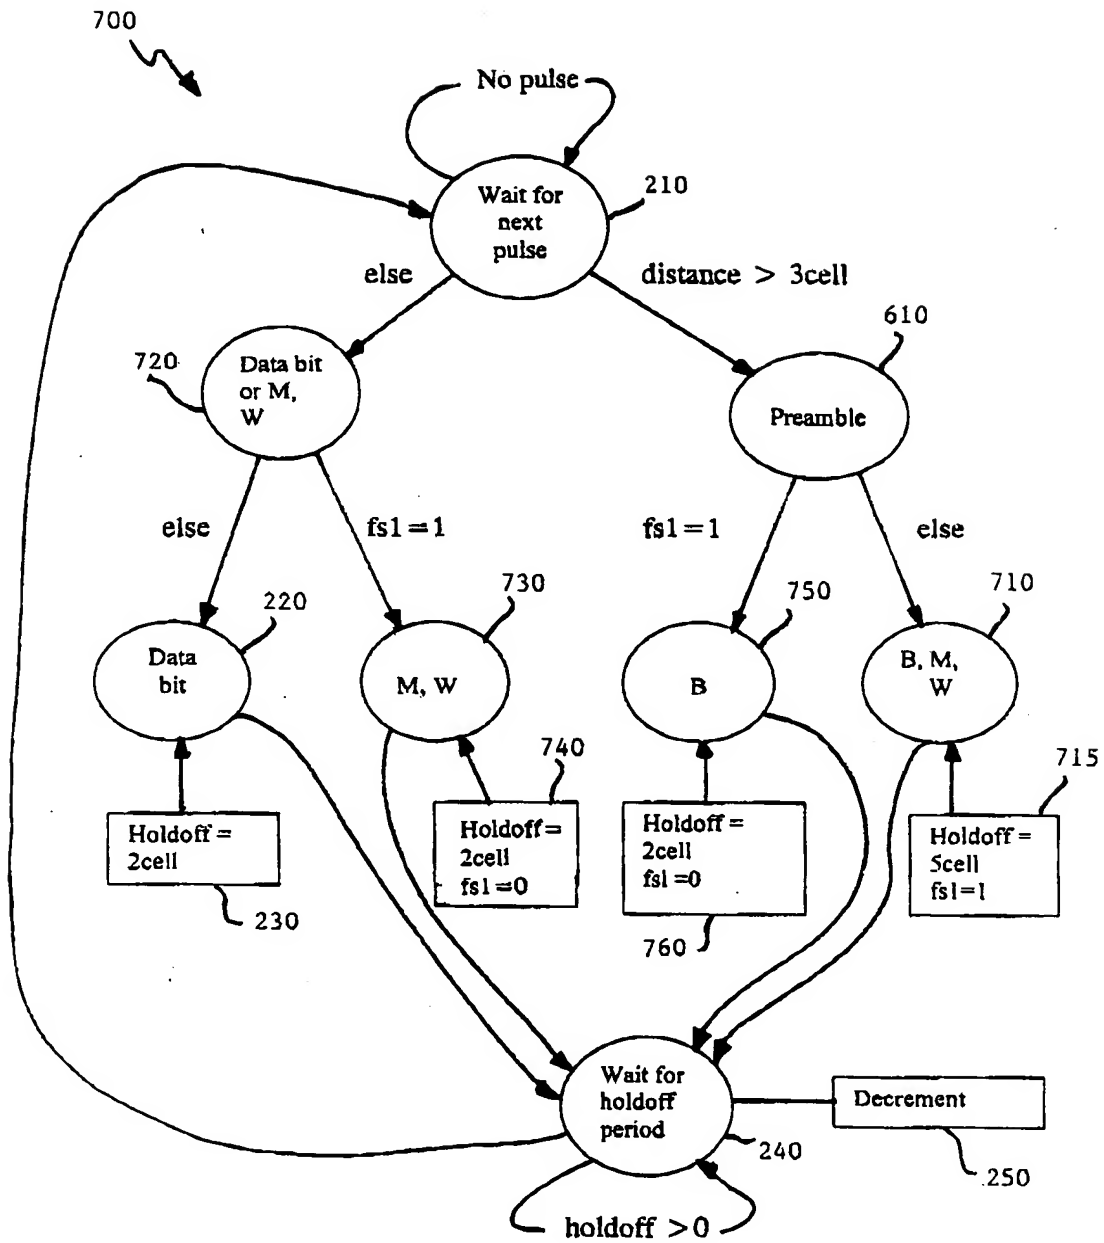 700
No pulse
Wait for
next
pulse
210
else
distance > 3cell
610
720
Data bit
or M,
W
Preamble
else
fs1=1
fs1=1
else
220
730
750
710
Data
bit
M, W
B
B, M,
W
740
715
Holdoff =
2cell
Holdoff=
2cell
fs1=0
Holdoff =
2cell
fs1=0
Holdoff =
5cell
fs1=1
230
760
Wait for
holdoff
period
Decrement
240
250
holdoff >0